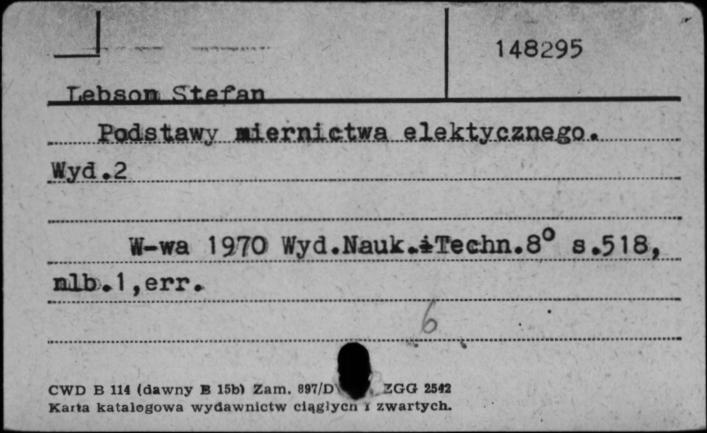 148295
Lebson Stefan
Podstawy miernictwa elektycznego.
Wyd.2
W-wa 1970 Wyd.Nauk.iTechn.8° s.518,
nlb.1,err.
6
CWD B 114 (dawny B 15b) Zam. 897/D ZGG 2542
Karta katalogowa wydawnictw ciągłych i zwartych.